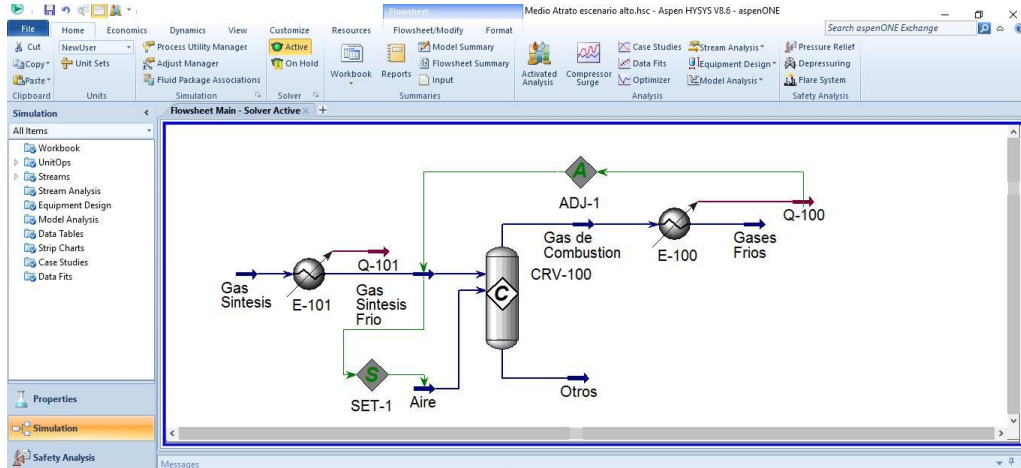 Flowsheet
Medio Atrato escenario alto.hsc - Aspen HYSYS V8.6 - aspenONE
File Home Economics Dynamics View Customize Resources Flowsheet/Modify Format
Search aspenONE Exchange
Cut
Copy
Paste
Clipboard
NewUser
Unit Sets
Units
Process Utility Manager
Adjust Manager
Fluid Package Associations
Simulation
Active
On Hold
Solver
Workbook
Reports
Model Summary
Flowsheet Summary
Input
Summaries
Activated Analysis
Compressor Surge
Case Studies
Data Fits
Optimizer
Stream Analysis
Equipment Design
Model Analysis
Analysis
Pressure Relief
Depressuring
Flare System
Safety Analysis
Simulation
All Items
Workbook
UnitOps
Streams
Stream Analysis
Equipment Design
Model Analysis
Data Tables
Strip Charts
Case Studies
Data Fits
Properties
Simulation
Safety Analysis
Flowsheet Main - Solver Active
A
ADJ-1
Q-100
Gas de
Combustion
E-100
Gases
Frios
Q-101
CRV-100
Gas
Sintesis
E-101
Gas
Sintesis
Frio
C
S
SET-1
Aire
Otros
Messages